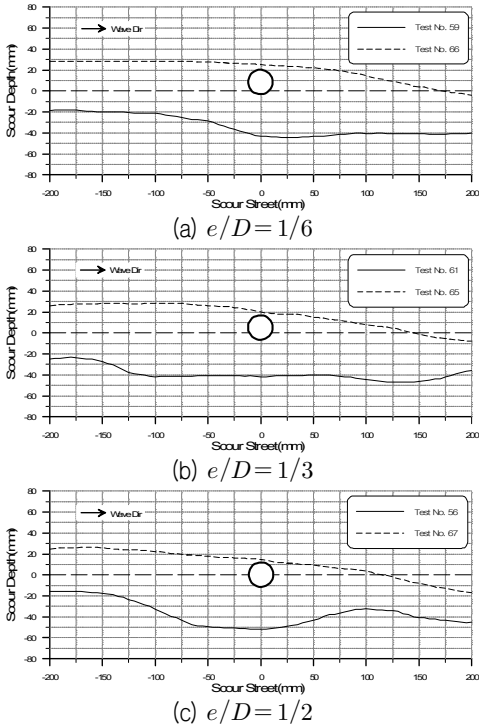 80
60
40
20
0
-20
-40
-60
-80
Scour Depth(mm)
Wave Dir
Test No. 59
Test No. 66
-200 -150 -100 -50 0 50 100 150 200
Scour Street(mm)
(a) e/D=1/6
80
60
40
20
0
-20
-40
-60
-80
Scour Depth(mm)
Wave Dir
Test No. 61
Test No. 65
-200 -150 -100 -50 0 50 100 150 200
Scour Street(mm)
(b) e/D=1/3
80
60
40
20
0
-20
-40
-60
-80
Scour Depth(mm)
Wave Dir
Test No. 56
Test No. 67
-200 -150 -100 -50 0 50 100 150 200
Scour Street(mm)
(c) e/D=1/2